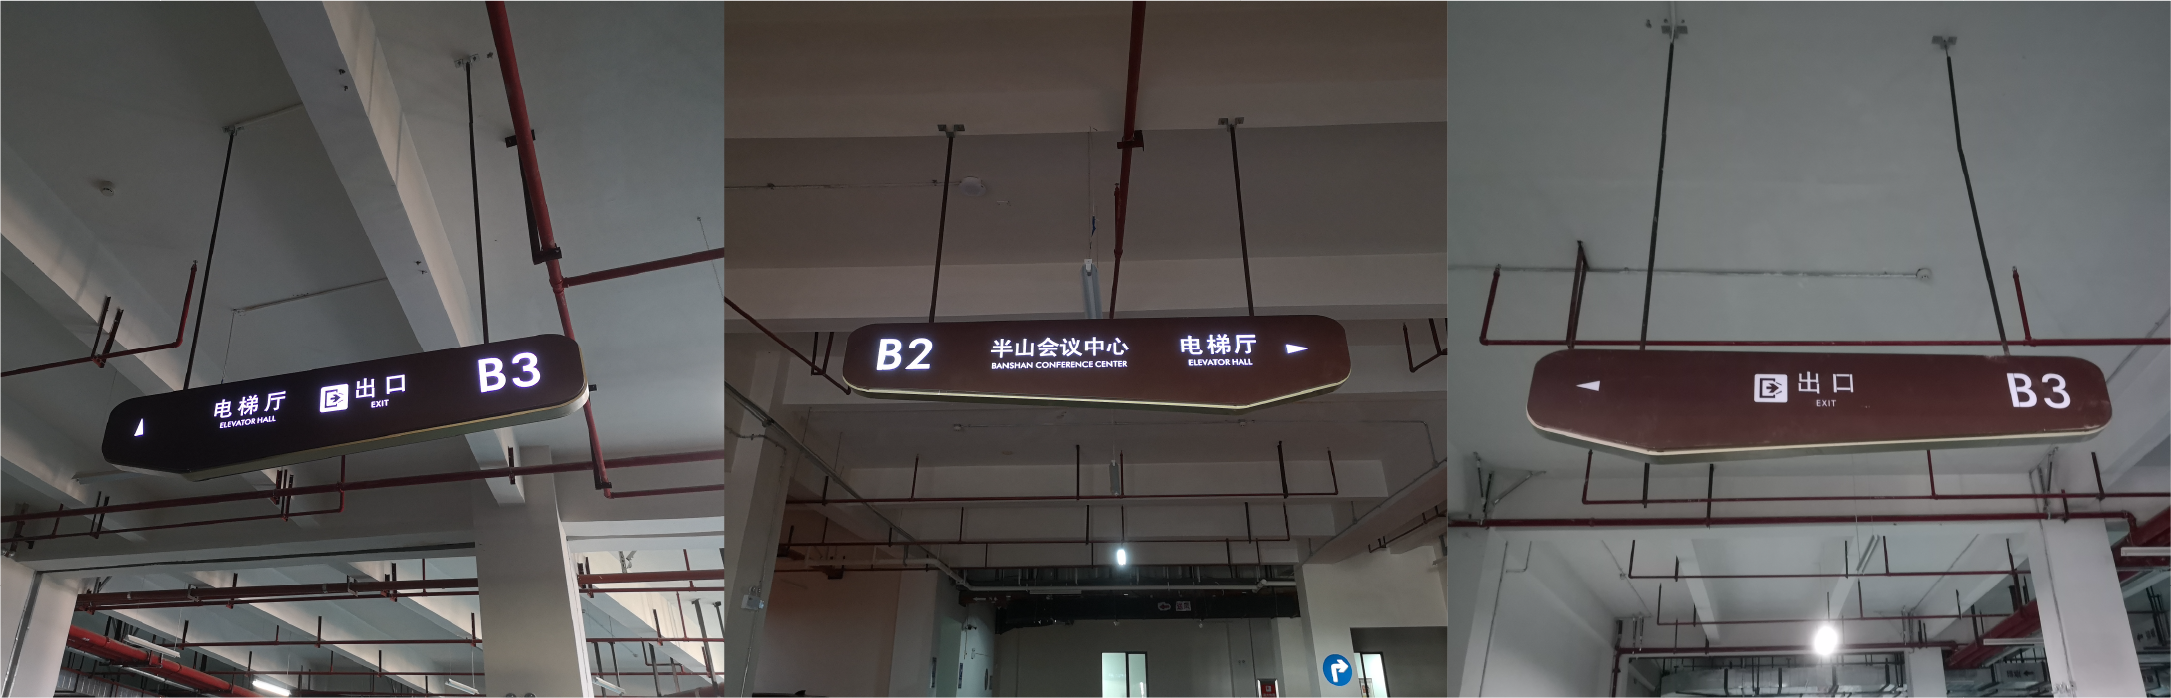 电梯厅
ELEVATOR HALL
出口
EXIT
B3
B2
半山会议中心
BANSHAN CONFERENCE CENTER
电梯厅
ELEVATOR HALL
出口
EXIT
B3